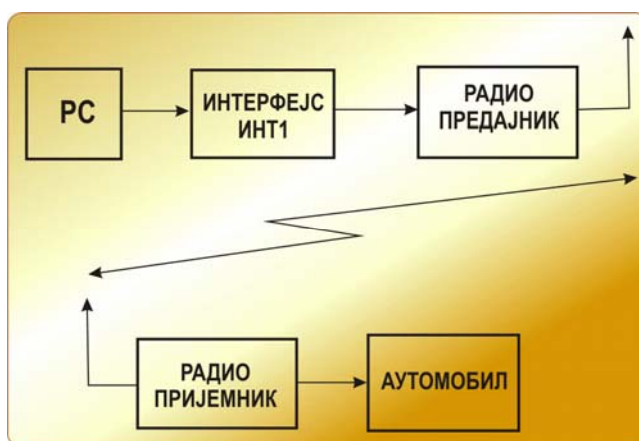 PC
ИНТЕРФЕЈС
ИНТ1
РАДИО
ПРЕДАЈНИК
РАДИО
ПРИЈЕМНИК
АУТОМОБИЛ